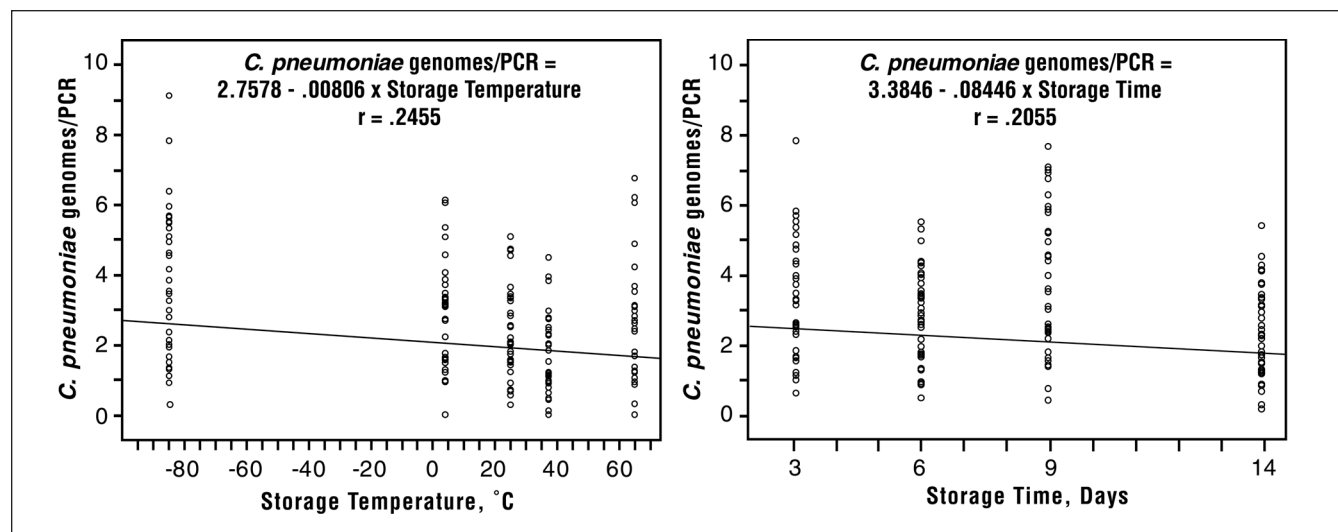 C. pneumoniae genomes/PCR =
2.7578 - .00806 x Storage Temperature
r = .2455
C. pneumoniae genomes/PCR
10
8
6
4
2
0
-80 -60 -40 -20 0 20 40 60
Storage Temperature, °C
C. pneumoniae genomes/PCR =
3.3846 - .08446 x Storage Time
r = .2055
C. pneumoniae genomes/PCR
10
8
6
4
2
0
3 6 9 14
Storage Time, Days